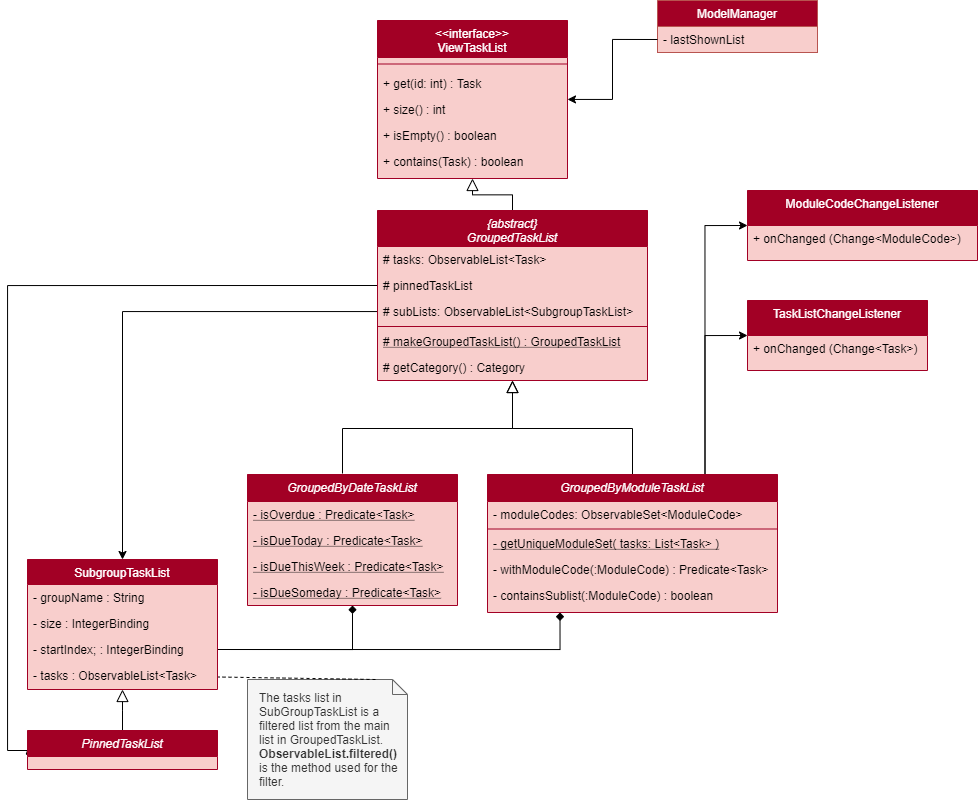 ModelManager
- lastShownList
<<interface>>
ViewTaskList
+ get(id: int) : Task
+ size() : int
+ isEmpty() : boolean
+ contains(Task) : boolean
ModuleCodeChangeListener
+ onChanged (Change<ModuleCode>)
{abstract}
GroupedTaskList
# tasks: ObservableList<Task>
# pinnedTaskList
# subLists: ObservableList<SubgroupTaskList>
# makeGroupedTaskList() : GroupedTaskList
# getCategory() : Category
TaskListChangeListener
+ onChanged (Change<Task>)
GroupedByDateTaskList
- isOverdue : Predicate<Task>
- isDueToday : Predicate<Task>
- isDueThisWeek : Predicate<Task>
- isDueSomeday : Predicate<Task>
GroupedByModuleTaskList
- moduleCodes: ObservableSet<ModuleCode>
- getUniqueModuleSet( tasks: List<Task> )
- withModuleCode(:ModuleCode) : Predicate<Task>
- containsSublist(:ModuleCode) : boolean
SubgroupTaskList
- groupName : String
- size : IntegerBinding
- startIndex; : IntegerBinding
- tasks : ObservableList<Task>
PinnedTaskList
The tasks list in
SubGroupTaskList is a
filtered list from the main
list in GroupedTaskList.
ObservableList.filtered()
is the method used for the
filter.